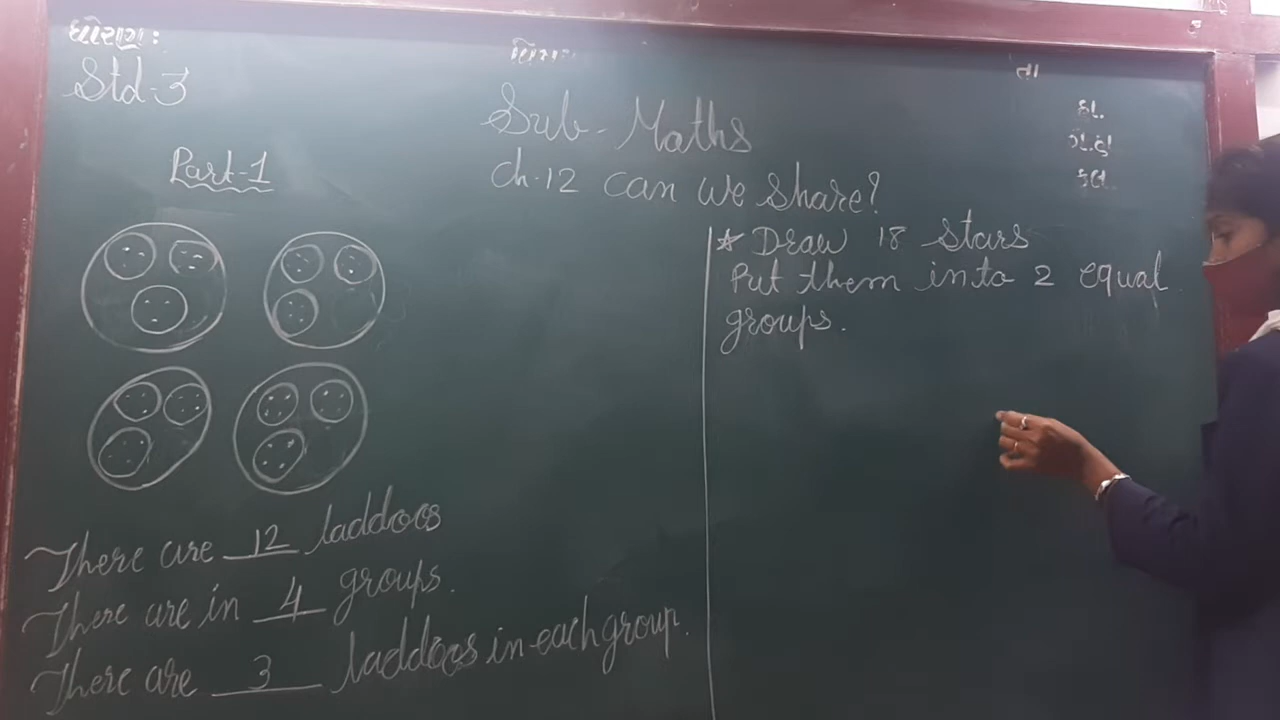 ધોરણ :
Std-3
વિષય
તા
Sub - Maths
ch-12 can we share?
Part-1
There are 12 laddoos
There are in 4 groups.
There are 3 laddoos in each group.
* Draw 18 stars
Put them into 2 equal
groups.